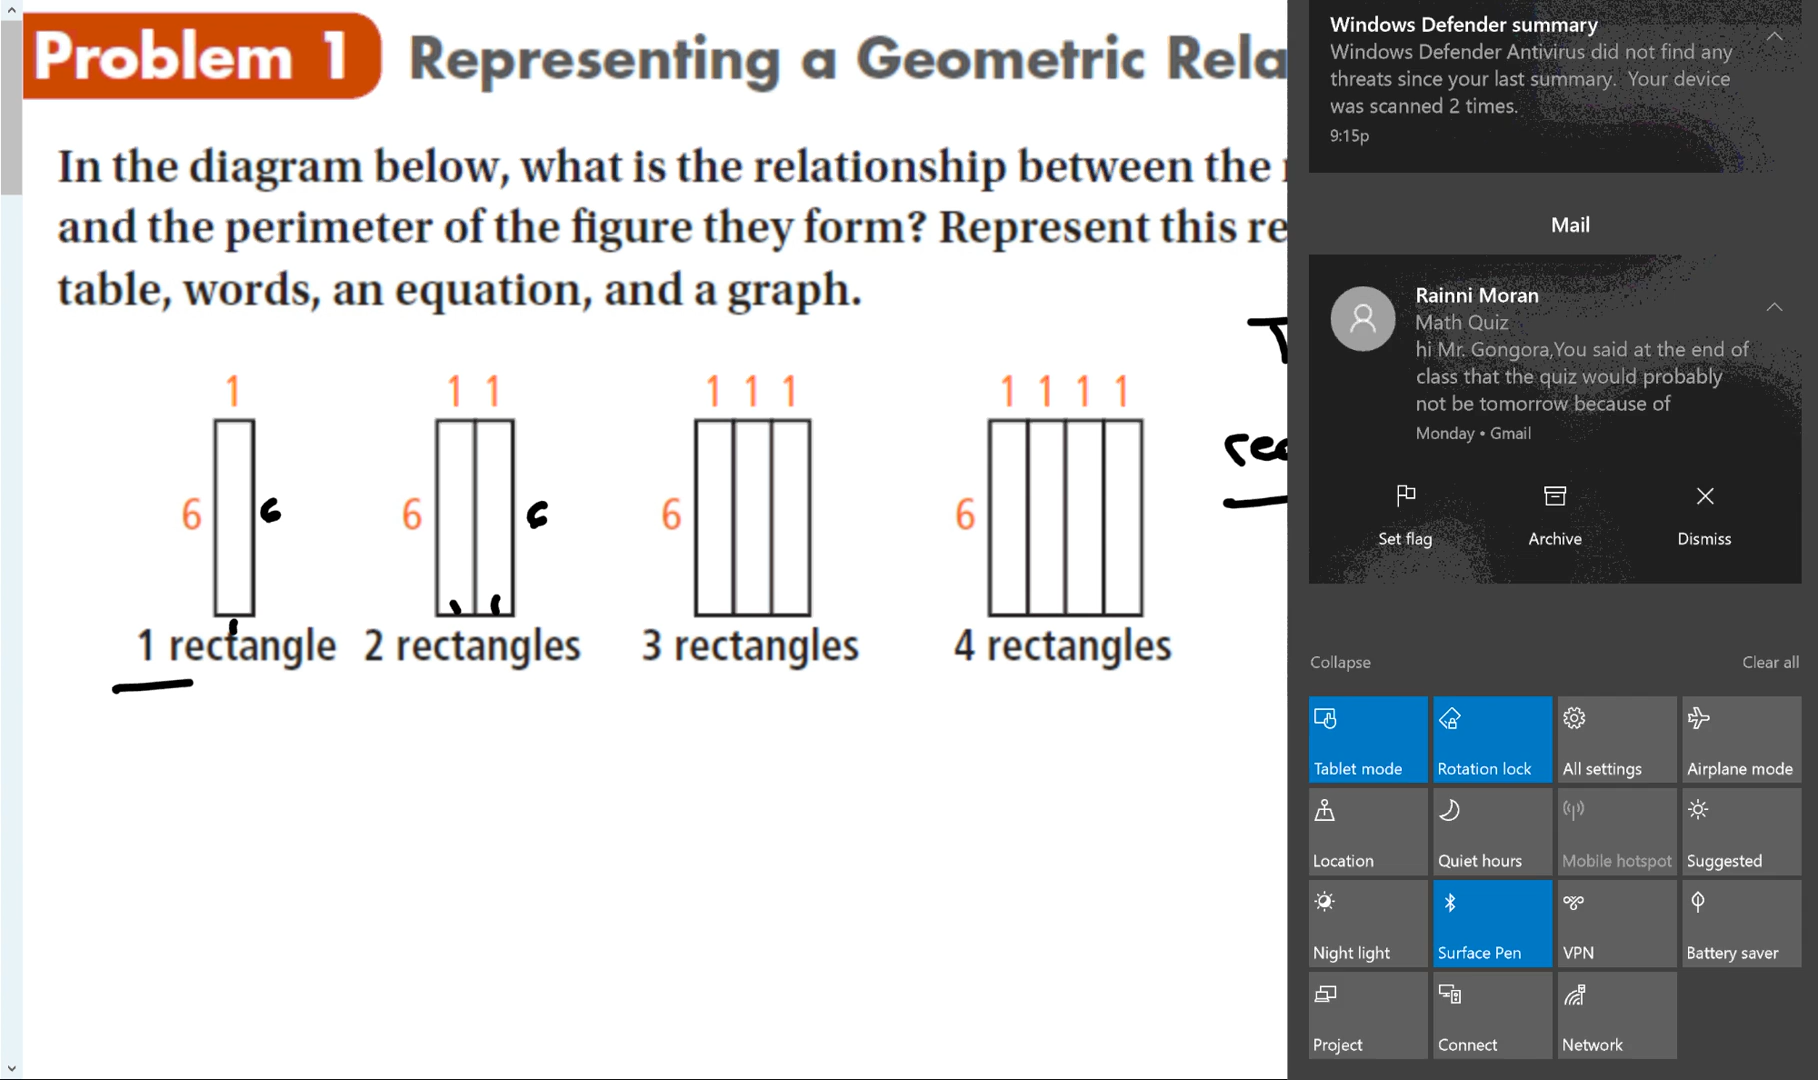 Problem 1 Representing a Geometric Rela
In the diagram below, what is the relationship between the
and the perimeter of the figure they form? Represent this re
table, words, an equation, and a graph.
1 1 1 1 1 1 1 1 1 1
6 6 6 6 6 6
1 1 1
1 rectangle 2 rectangles 3 rectangles 4 rectangles
T
rec
Windows Defender summary
Windows Defender Antivirus did not find any
threats since your last summary. Your device
was scanned 2 times.
9:15p
Mail
Rainni Moran
Math Quiz
hi Mr. Gongora,You said at the end of
class that the quiz would probably
not be tomorrow because of
Monday • Gmail
Set flag Archive Dismiss
Collapse Clear all
Tablet mode Rotation lock All settings Airplane mode
Location Quiet hours Mobile hotspot Suggested
Night light Surface Pen VPN Battery saver
Project Connect Network